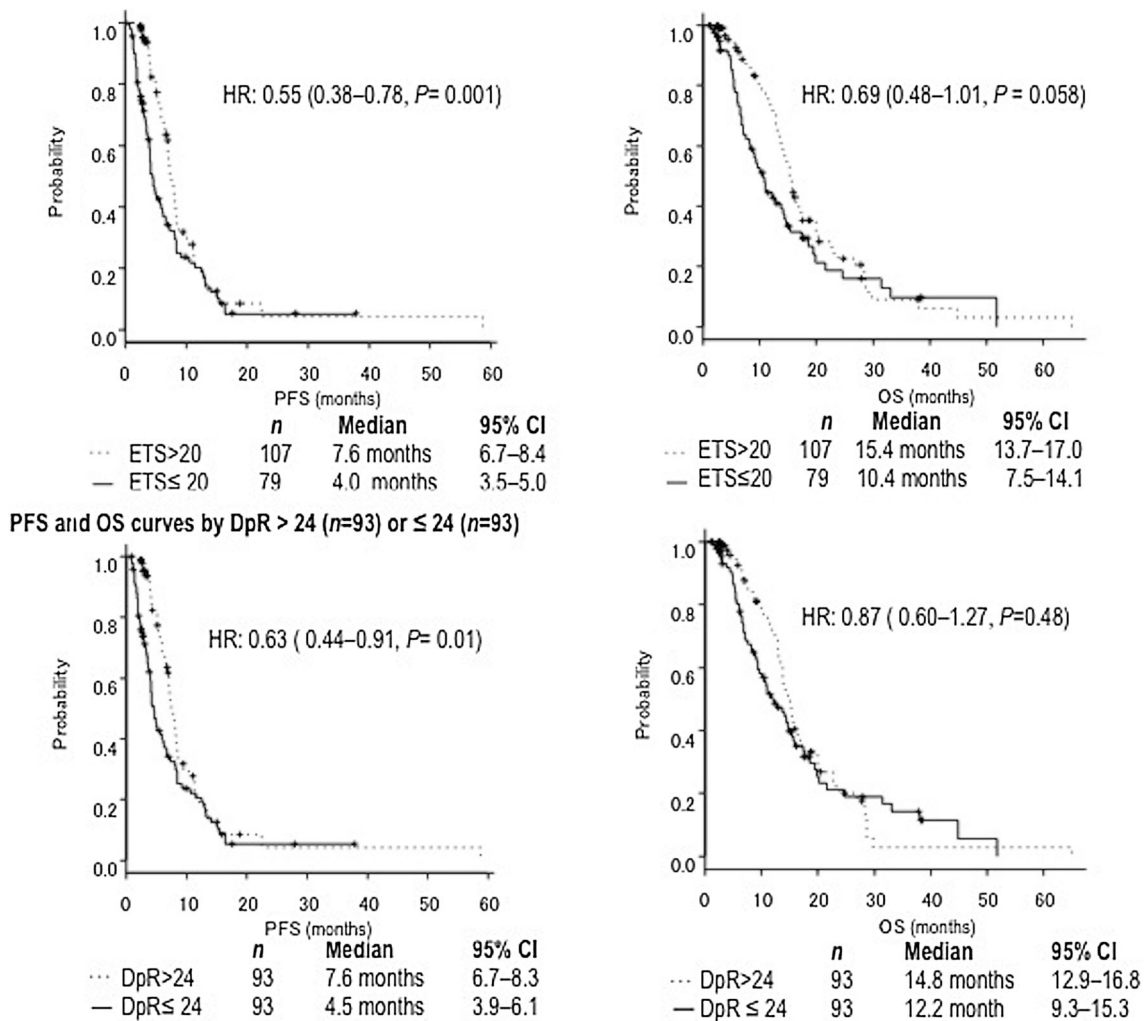 1.0
0.8
0.6
0.4
0.2
0.0
Probability
HR: 0.55 (0.38–0.78, P= 0.001)
0 10 20 30 40 50 60
PFS (months)
n Median 95% CI
ETS>20 107 7.6 months 6.7–8.4
ETS≤ 20 79 4.0 months 3.5–5.0
1.0
0.8
0.6
0.4
0.2
0.0
Probability
HR: 0.69 (0.48–1.01, P = 0.058)
0 10 20 30 40 50 60
OS (months)
n Median 95% CI
ETS>20 107 15.4 months 13.7–17.0
ETS≤20 79 10.4 months 7.5–14.1
PFS and OS curves by DpR > 24 (n=93) or ≤ 24 (n=93)
1.0
0.8
0.6
0.4
0.2
0.0
Probability
HR: 0.63 ( 0.44–0.91, P= 0.01)
0 10 20 30 40 50 60
PFS (months)
n Median 95% CI
DpR>24 93 7.6 months 6.7–8.3
DpR≤ 24 93 4.5 months 3.9–6.1
1.0
0.8
0.6
0.4
0.2
0.0
Probability
HR: 0.87 ( 0.60–1.27, P=0.48)
0 10 20 30 40 50 60
OS (months)
n Median 95% CI
DpR>24 93 14.8 months 12.9–16.8
DpR ≤ 24 93 12.2 month 9.3–15.3